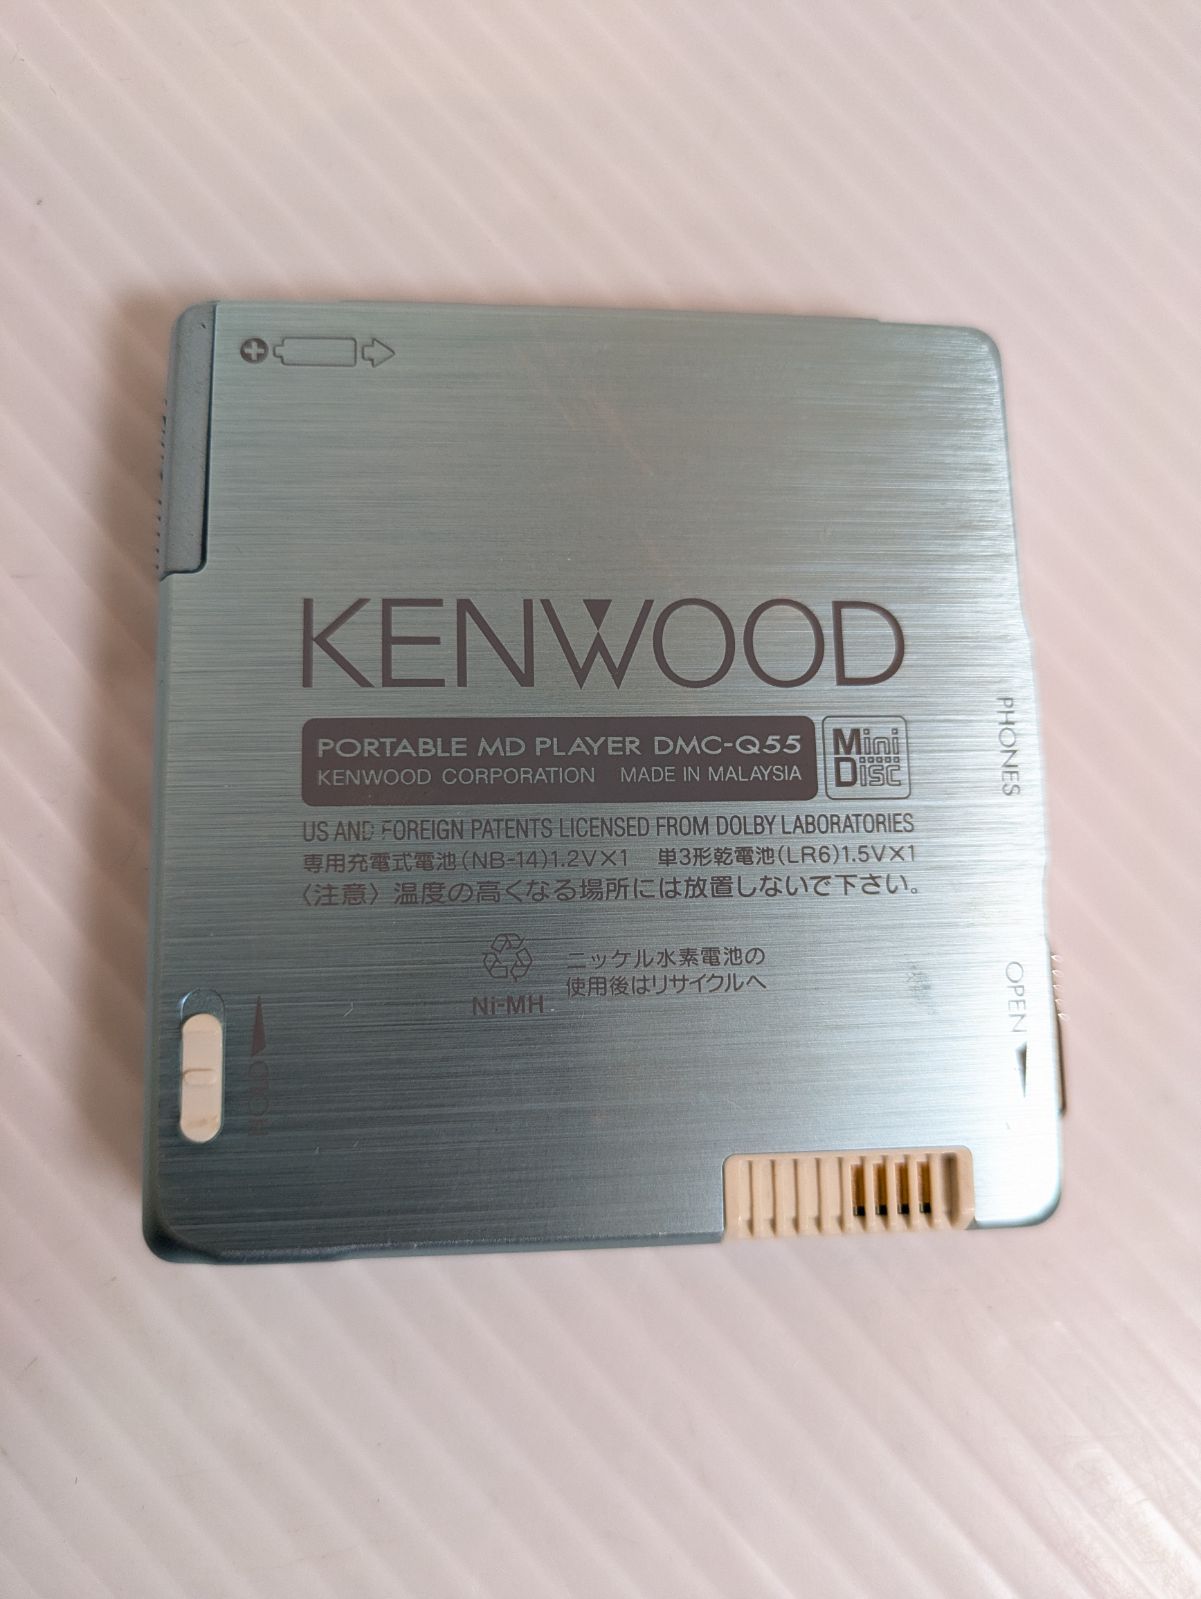 KENWOOD
PORTABLE MD PLAYER DMC-Q55
KENWOOD CORPORATION MADE IN MALAYSIA
Mini
Disc
US AND FOREIGN PATENTS LICENSED FROM DOLBY LABORATORIES
専用充電式電池(NB-14)1.2V×1 単3形乾電池(LR6)1.5V×1
〈注意〉温度の高くなる場所には放置しないで下さい。
Ni-MH
ニッケル水素電池の
使用後はリサイクルへ
PHONES
OPEN
HOLD